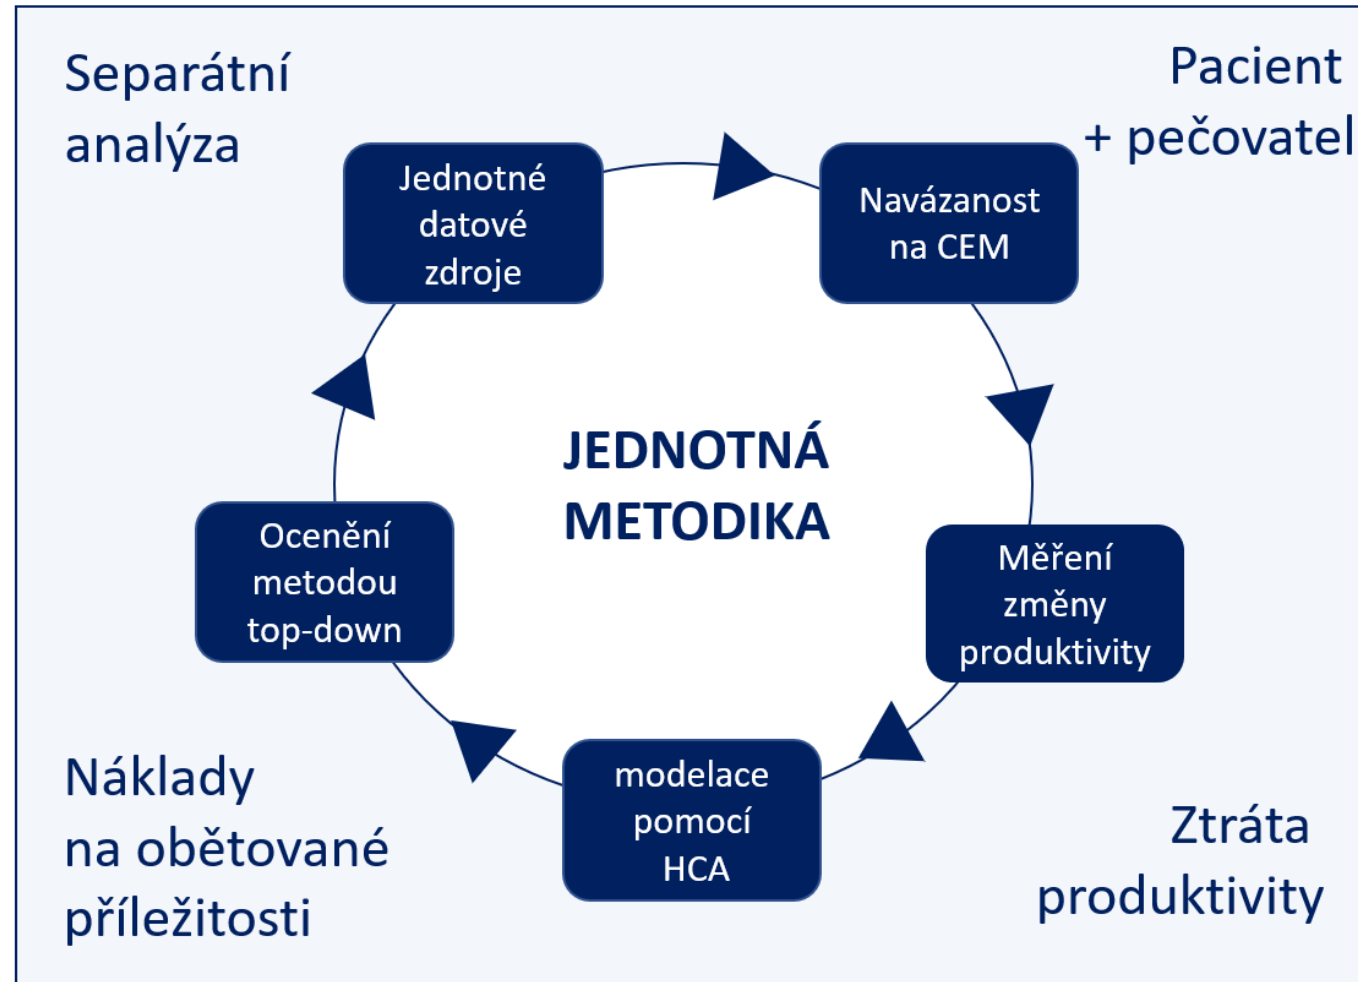 Separátní
analýza
Pacient
+ pečovatel
Jednotné
datové
zdroje
Navázanost
na CEM
JEDNOTNÁ
METODIKA
Ocenění
metodou
top-down
Měření
změny
produktivity
modelace
pomocí
HCA
Náklady
na obětované
příležitosti
Ztráta
produktivity